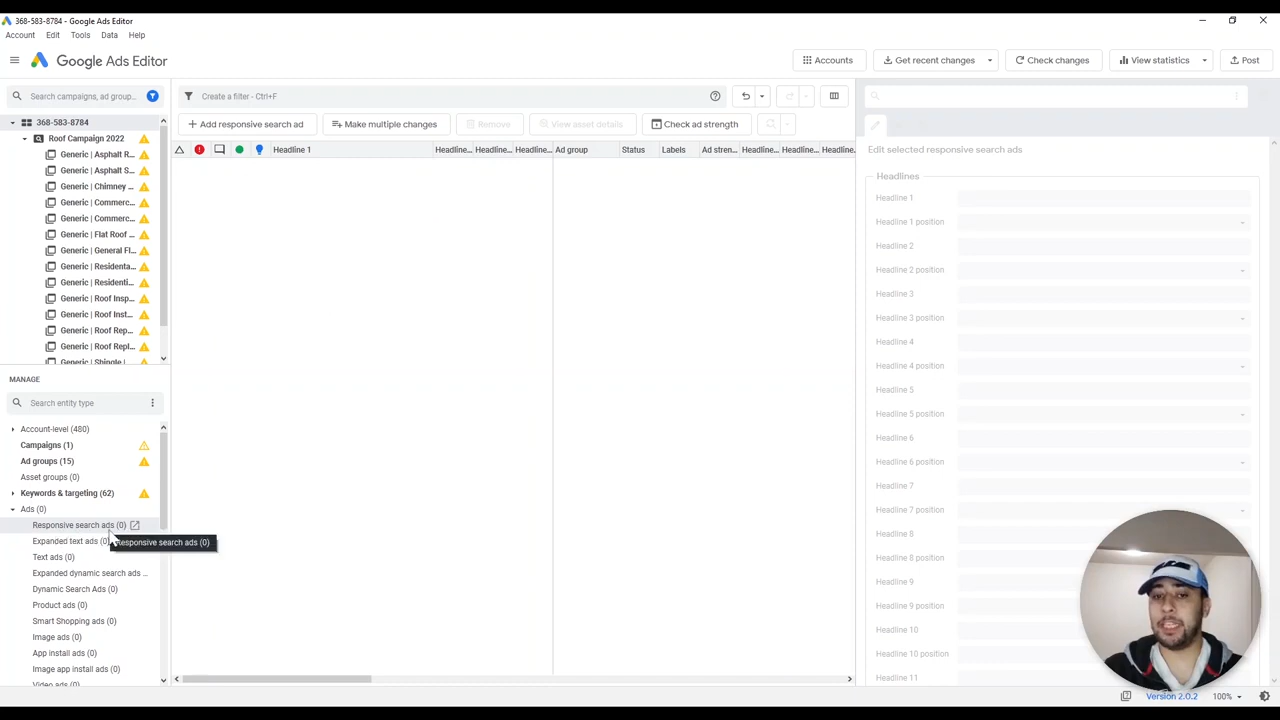 368-583-8784 - Google Ads Editor
Account Edit Tools Data Help
Google Ads Editor
Accounts
Get recent changes
Check changes
View statistics
Post
Search campaigns, ad group...
Create a filter - Ctrl+F
368-583-8784
Add responsive search ad
Make multiple changes
Remove
View asset details
Check ad strength
Roof Campaign 2022
Headline 1 Headline... Headline... Headline... Ad group Status Labels Ad stren... Headline... Headline... Headline...
Edit selected responsive search ads
Generic | Asphalt R...
Generic | Asphalt S...
Generic | Chimney ...
Generic | Commerc...
Generic | Commerc...
Generic | Flat Roof ...
Generic | General Fl...
Generic | Residenta...
Generic | Residenti...
Generic | Roof Insp...
Generic | Roof Inst...
Generic | Roof Rep...
Generic | Roof Repl...
Generic | Shingle |
MANAGE
Search entity type
Account-level (480)
Campaigns (1)
Ad groups (15)
Asset groups (0)
Keywords & targeting (62)
Ads (0)
Responsive search ads (0)
Expanded text ads (0)
Responsive search ads (0)
Text ads (0)
Expanded dynamic search ads ...
Dynamic Search Ads (0)
Product ads (0)
Smart Shopping ads (0)
Image ads (0)
App install ads (0)
Image app install ads (0)
Video ads (0)
Headlines
Headline 1
Headline 1 position
Headline 2
Headline 2 position
Headline 3
Headline 3 position
Headline 4
Headline 4 position
Headline 5
Headline 5 position
Headline 6
Headline 6 position
Headline 7
Headline 7 position
Headline 8
Headline 8 position
Headline 9
Headline 9 position
Headline 10
Headline 10 position
Headline 11
Version 2.0.2
100%